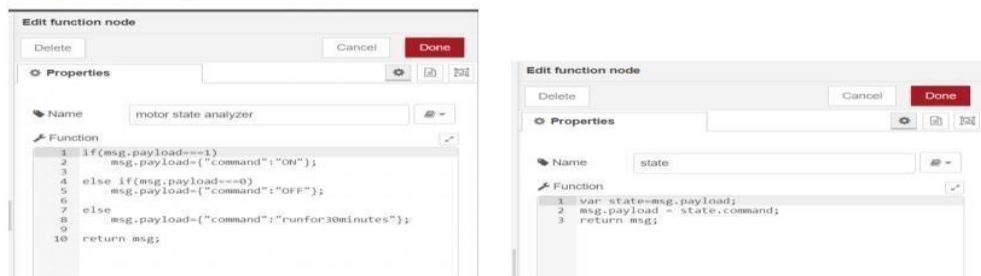 Edit function node
Delete
Cancel
Done
Properties
Name
motor state analyzer
Function
1 if(msg.payload===1)
2 msg.payload={"command":"ON"};
3
4 else if(msg.payload===0)
5 msg.payload={"command":"OFF"};
6
7 else
8 msg.payload={"command":"runfor30minutes"};
9
10 return msg;
Edit function node
Delete
Cancel
Done
Properties
Name
state
Function
1 var state=msg.payload;
2 msg.payload = state.command;
3 return msg;